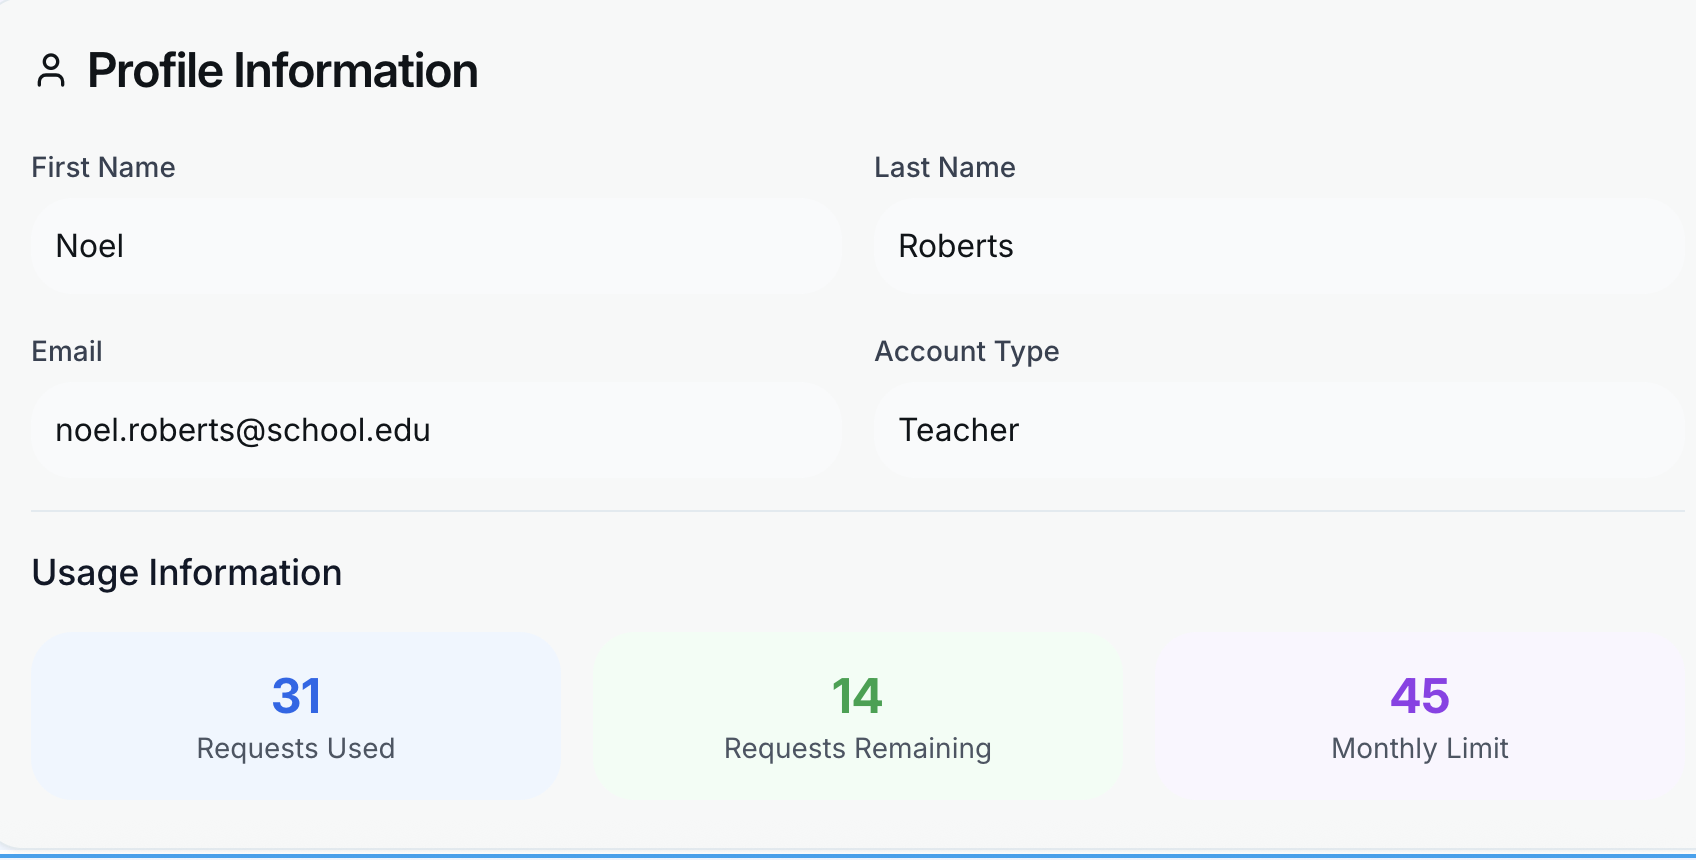 Profile Information
First Name
Last Name
Noel
Roberts
Email
Account Type
noel.roberts@school.edu
Teacher
Usage Information
31
14
45
Requests Used
Requests Remaining
Monthly Limit